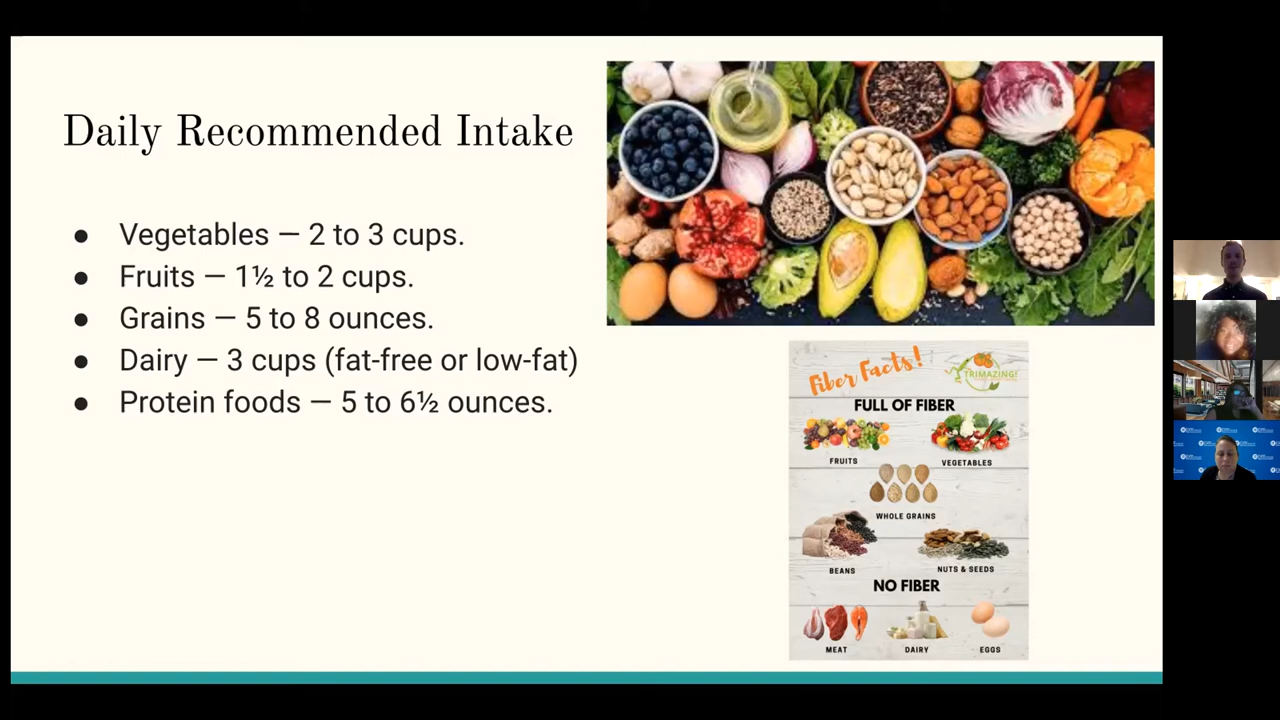 Daily Recommended Intake
● Vegetables — 2 to 3 cups.
● Fruits — 1½ to 2 cups.
● Grains — 5 to 8 ounces.
● Dairy — 3 cups (fat-free or low-fat)
● Protein foods — 5 to 6½ ounces.
Fiber Facts!
TRIMAZING!
FULL OF FIBER
FRUITS
VEGETABLES
WHOLE GRAINS
BEANS
NUTS & SEEDS
NO FIBER
MEAT
DAIRY
EGGS